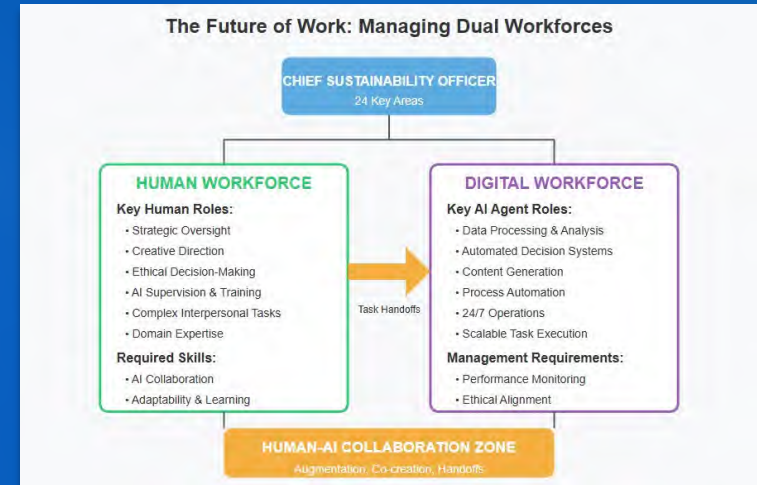 The Future of Work: Managing Dual Workforces
CHIEF SUSTAINABILITY OFFICER
24 Key Areas
HUMAN WORKFORCE
Key Human Roles:
• Strategic Oversight
• Creative Direction
• Ethical Decision-Making
• AI Supervision & Training
• Complex Interpersonal Tasks
• Domain Expertise
Required Skills:
• AI Collaboration
• Adaptability & Learning
Task Handoffs
DIGITAL WORKFORCE
Key AI Agent Roles:
• Data Processing & Analysis
• Automated Decision Systems
• Content Generation
• Process Automation
• 24/7 Operations
• Scalable Task Execution
Management Requirements:
• Performance Monitoring
• Ethical Alignment
HUMAN-AI COLLABORATION ZONE
Augmentation, Co-creation, Handoffs